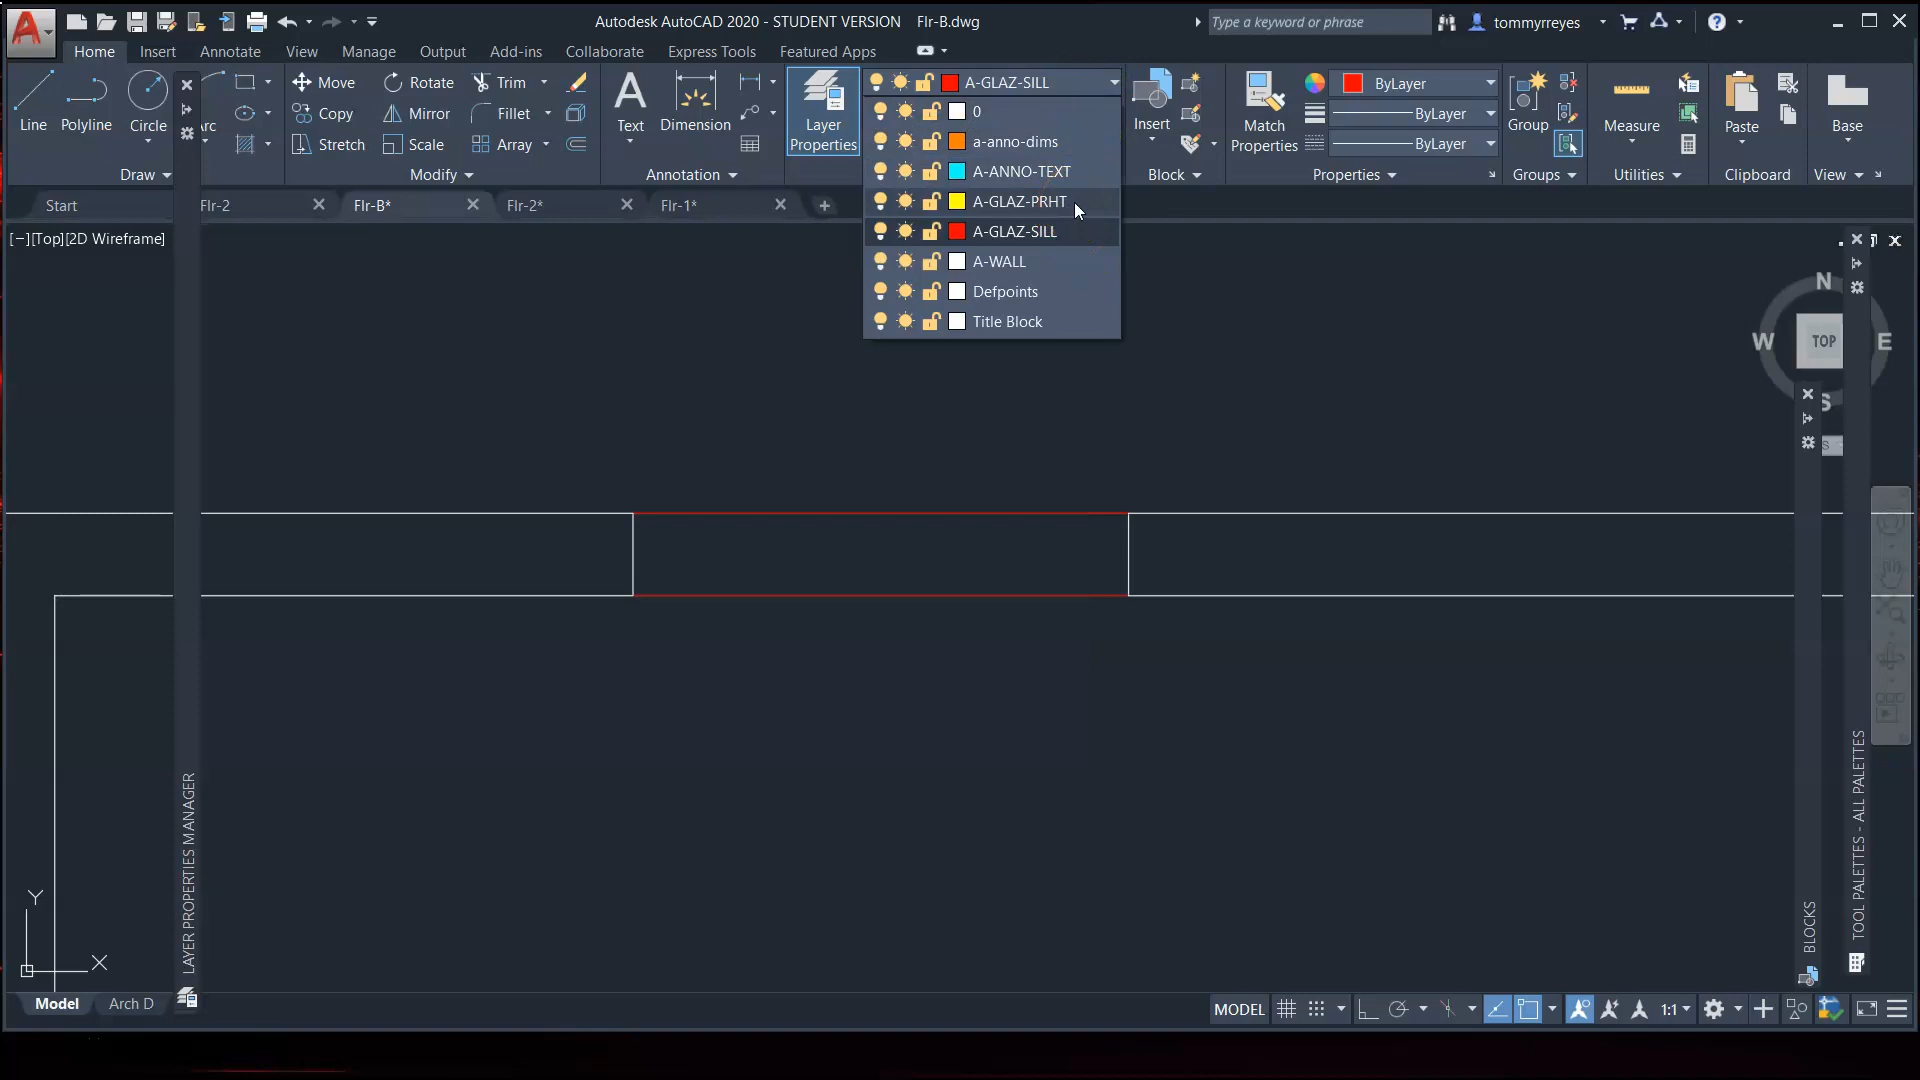 Autodesk AutoCAD 2020 - STUDENT VERSION Flr-B.dwg
Type a keyword or phrase
tommyrreyes
Home Insert Annotate View Manage Output Add-ins Collaborate Express Tools Featured Apps
Line Polyline Circle Arc
Move Rotate Trim
Copy Mirror Fillet
Stretch Scale Array
Text Dimension
Layer Properties
A-GLAZ-SILL
0
a-anno-dims
A-ANNO-TEXT
A-GLAZ-PRHT
A-GLAZ-SILL
A-WALL
Defpoints
Title Block
Insert
Match Properties
ByLayer
ByLayer
ByLayer
Group
Measure
Paste
Base
Draw Modify Annotation Block Properties Groups Utilities Clipboard View
Start Flr-2 Flr-B* Flr-2* Flr-1*
[−][Top][2D Wireframe]
N
W TOP E
S
S
LAYER PROPERTIES MANAGER
BLOCKS
TOOL PALETTES - ALL PALETTES
Y
X
Model Arch D
MODEL 1:1